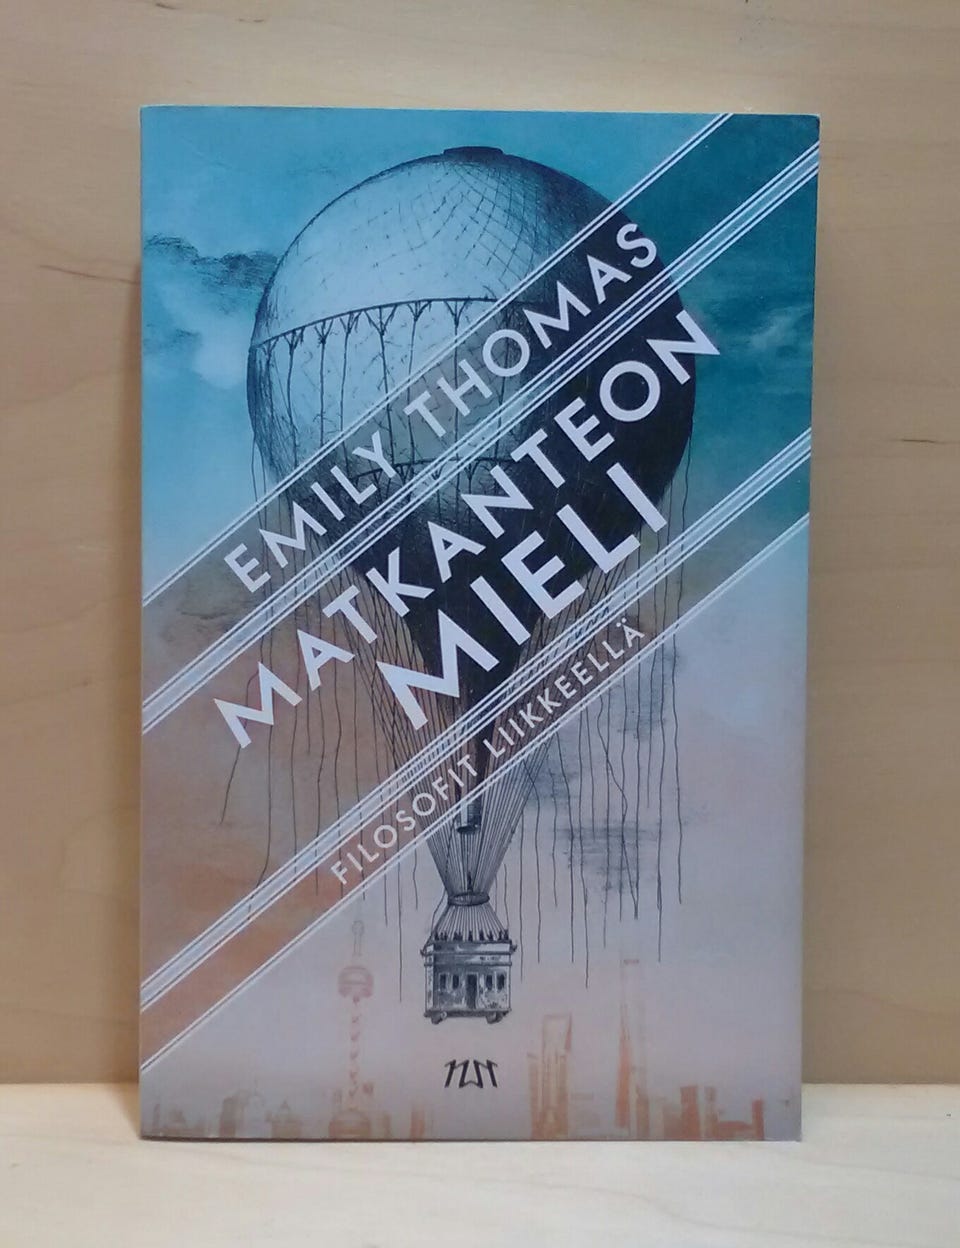 EMILY THOMAS
MATKANTEON
MIELI
FILOSOFIT LIIKKEELLÄ